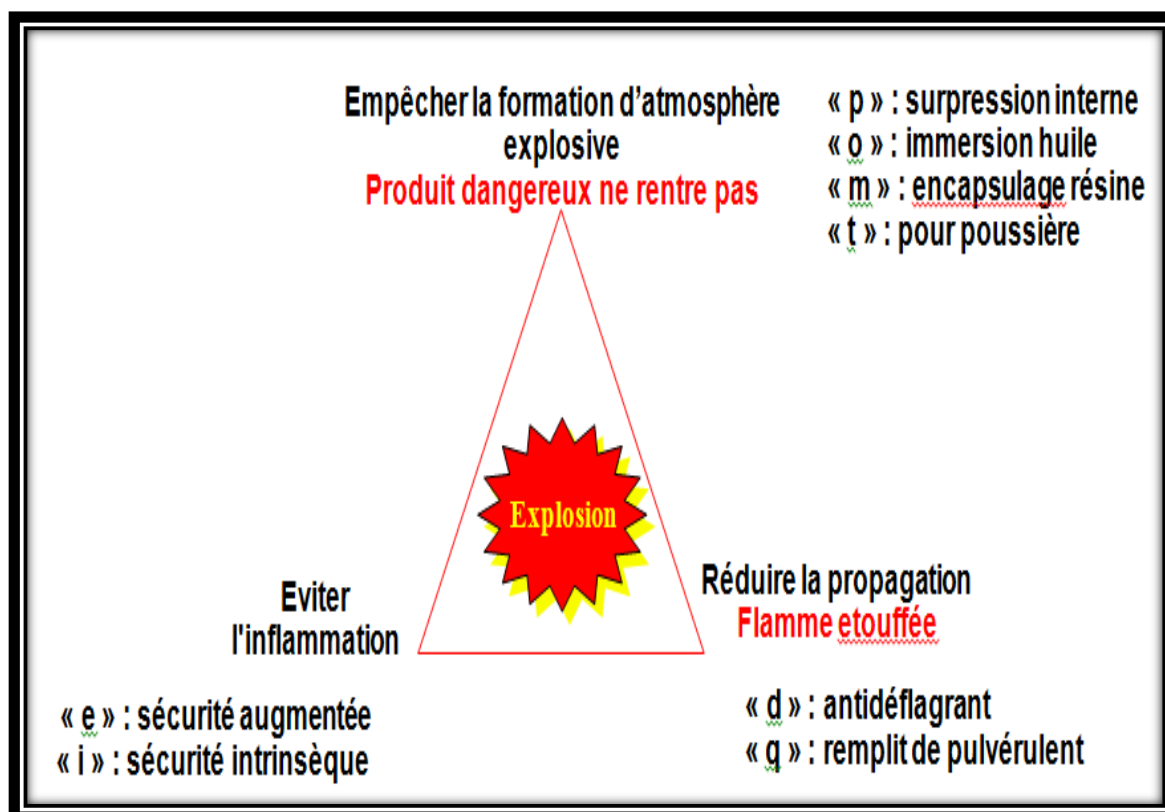 Empêcher la formation d'atmosphère
explosive
Produit dangereux ne rentre pas
« p » : surpression interne
« o » : immersion huile
« m » : encapsulage résine
« t » : pour poussière
Explosion
Eviter
l'inflammation
« e » : sécurité augmentée
« i » : sécurité intrinsèque
Réduire la propagation
Flamme etouffée
« d » : antidéflagrant
« q » : remplit de pulvérulent